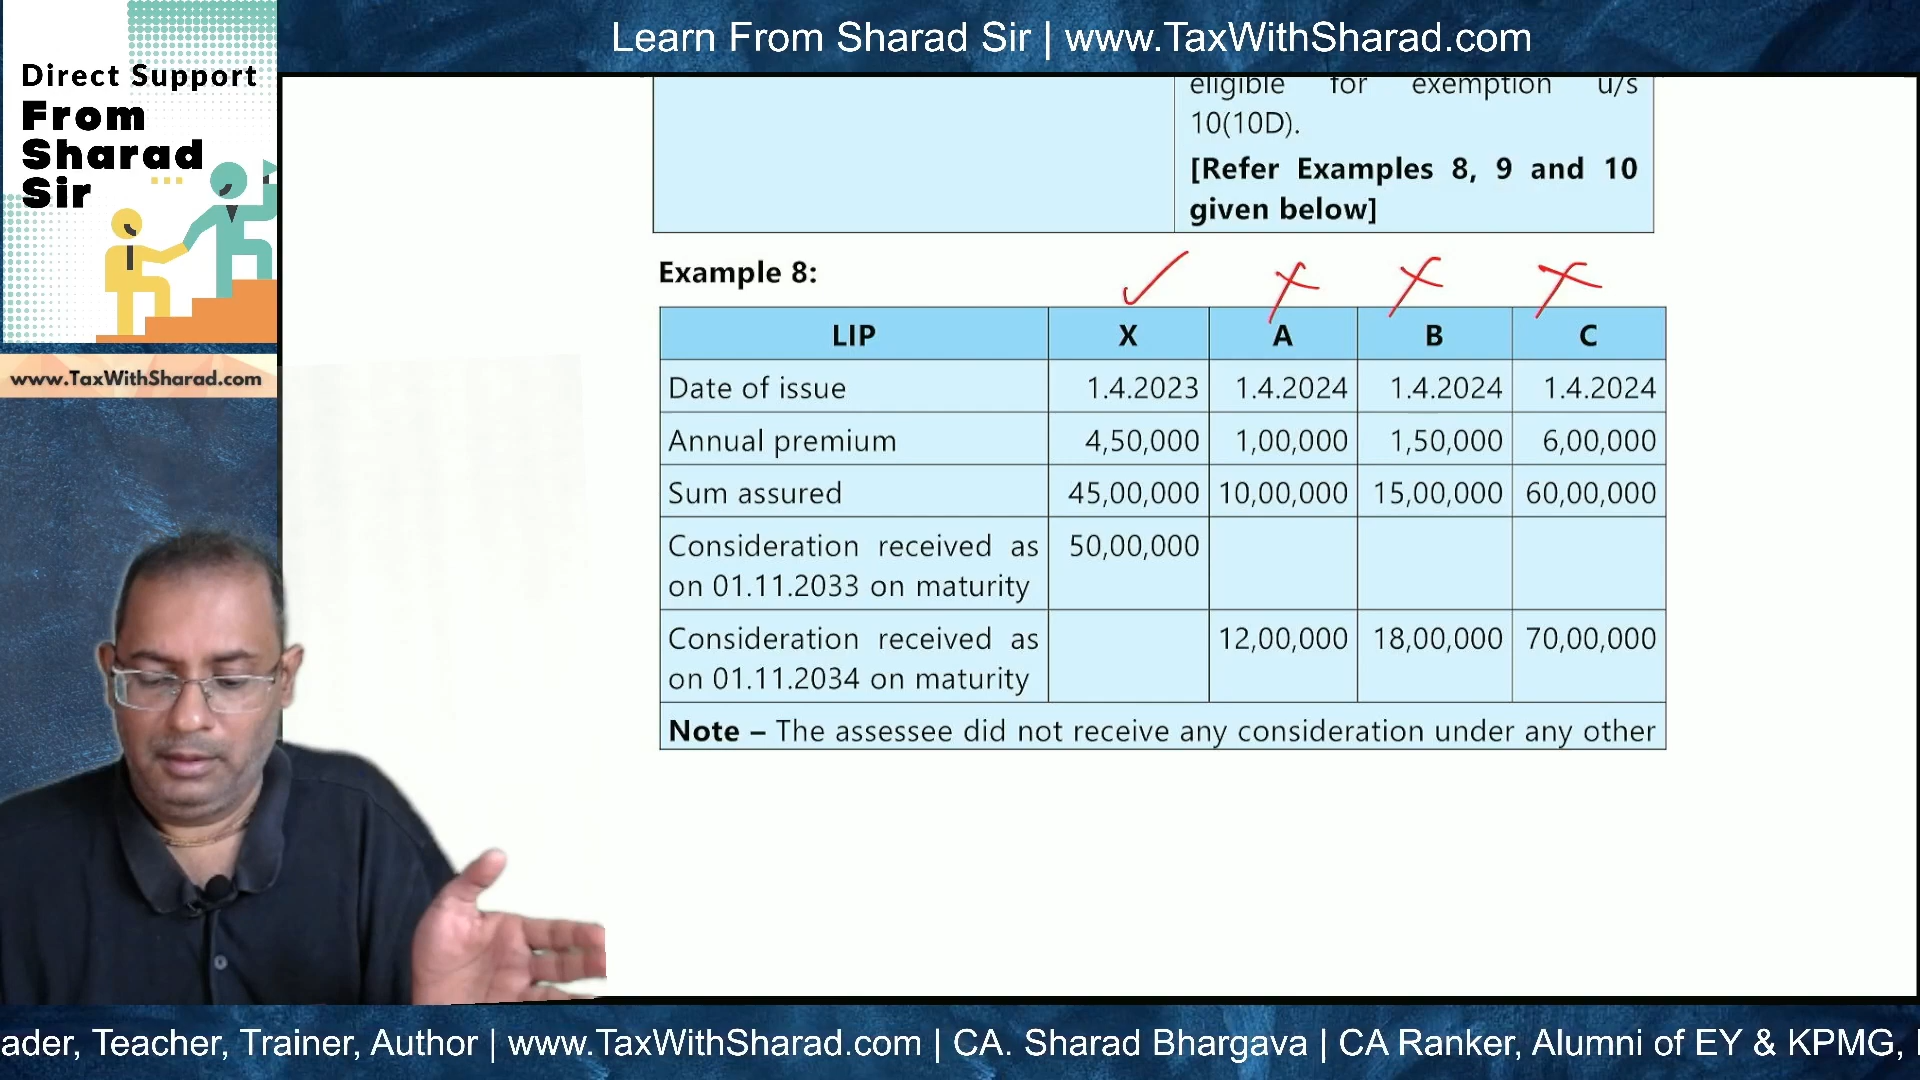 Learn From Sharad Sir | www.TaxWithSharad.com
Direct Support
From
Sharad
Sir
www.TaxWithSharad.com
eligible for exemption u/s
10(10D).
[Refer Examples 8, 9 and 10
given below]
Example 8:
LIP X A B C
Date of issue 1.4.2023 1.4.2024 1.4.2024 1.4.2024
Annual premium 4,50,000 1,00,000 1,50,000 6,00,000
Sum assured 45,00,000 10,00,000 15,00,000 60,00,000
Consideration received as 50,00,000
on 01.11.2033 on maturity
Consideration received as 12,00,000 18,00,000 70,00,000
on 01.11.2034 on maturity
Note – The assessee did not receive any consideration under any other
ader, Teacher, Trainer, Author | www.TaxWithSharad.com | CA. Sharad Bhargava | CA Ranker, Alumni of EY & KPMG,